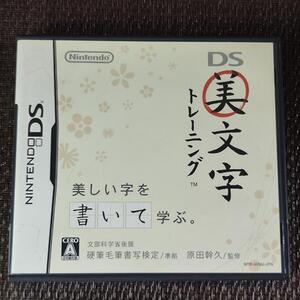 NINTENDO DS
Nintendo
DS
美文字
トレーニング™
美しい字を
書いて学ぶ。
文部科学省後援
硬筆毛筆書写検定/準拠 原田幹久/監修
CERO
A